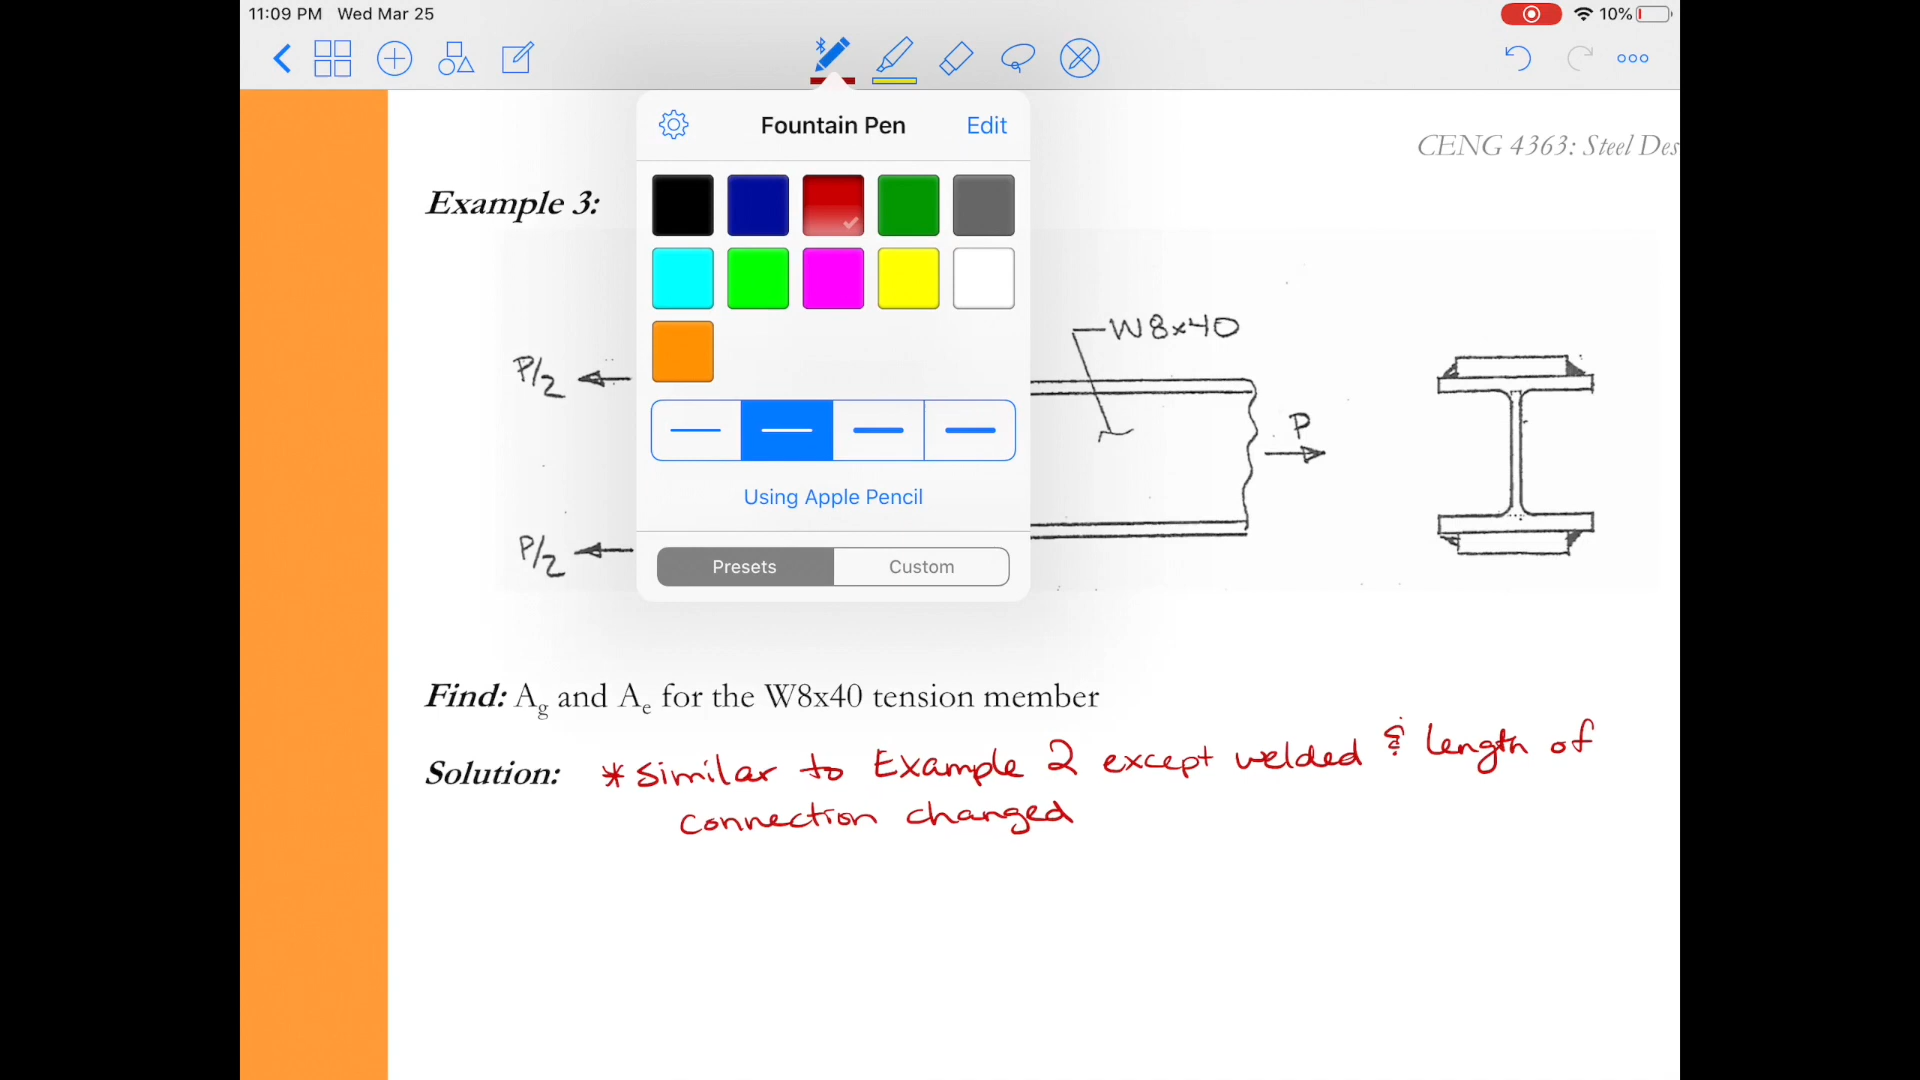 11:09 PM Wed Mar 25
10%
Fountain Pen
Edit
CENG 4363: Steel Des
Example 3:
W8x40
P/2
P
Using Apple Pencil
P/2
Presets
Custom
Find: Ag and Ae for the W8x40 tension member
Solution: * Similar to Example 2 except welded & length of
connection changed